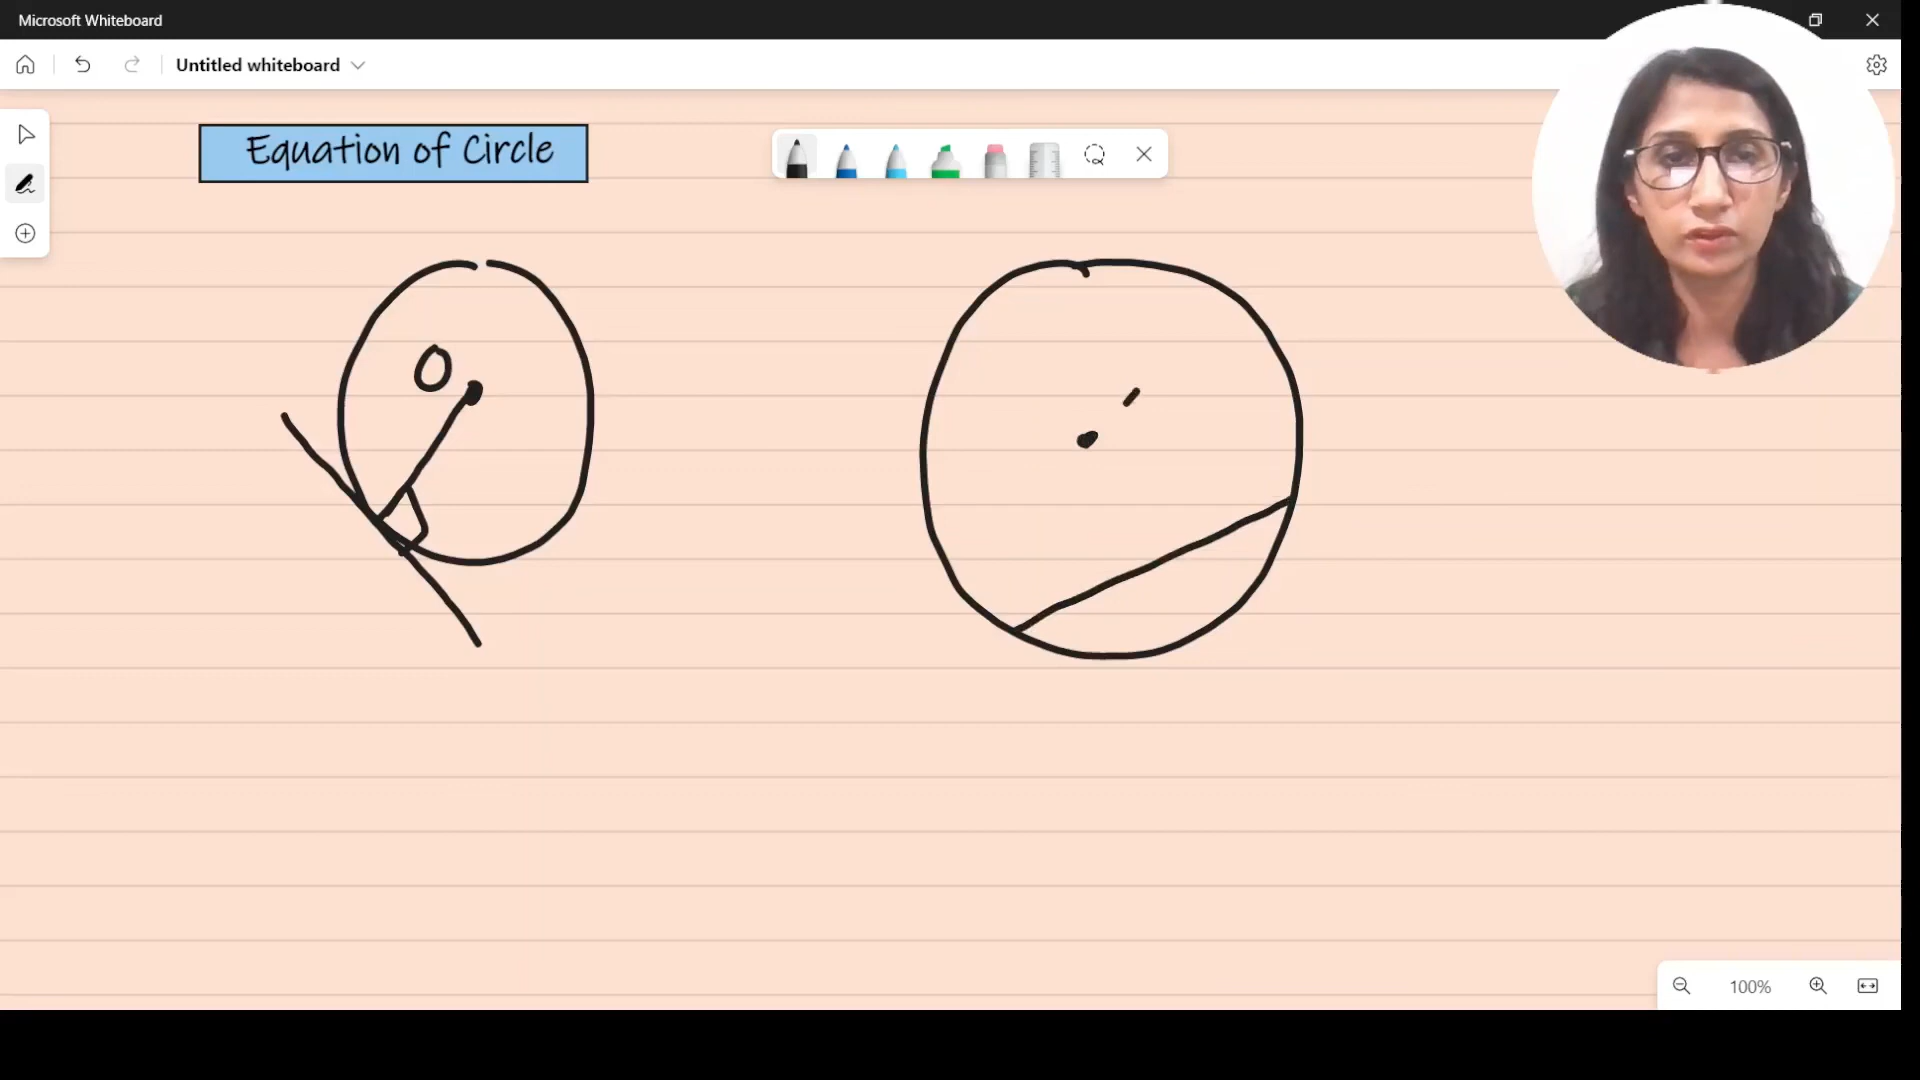 Microsoft Whiteboard
Untitled whiteboard
Equation of Circle
O
100%